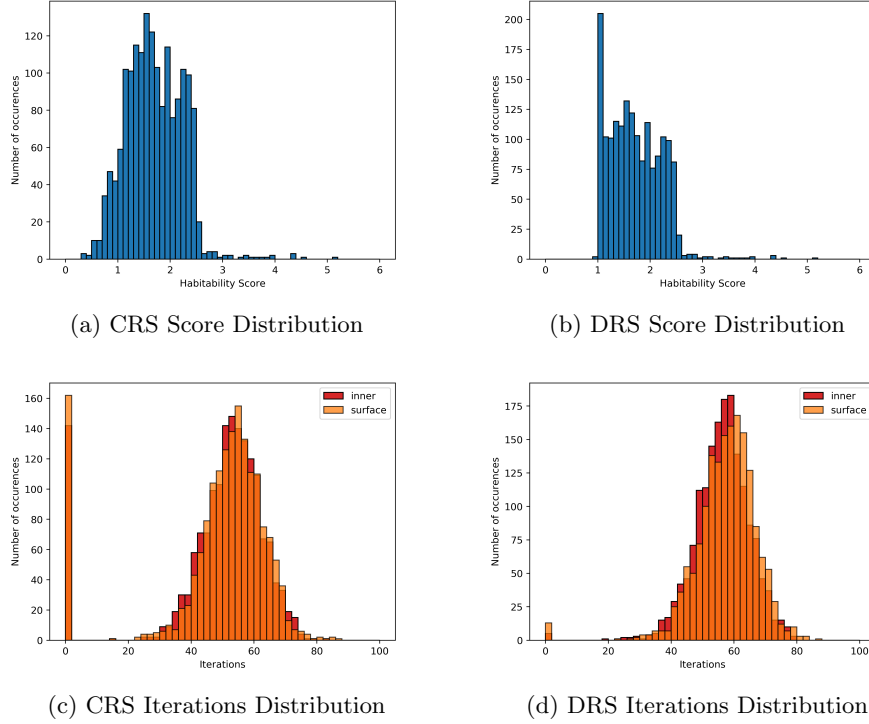 120
100
80
60
40
20
0
Number of occurences
0 1 2 3 4 5 6
Habitability Score
(a) CRS Score Distribution
200
175
150
125
100
75
50
25
0
Number of occurences
0 1 2 3 4 5 6
Habitability Score
(b) DRS Score Distribution
160
140
120
100
80
60
40
20
0
Number of occurences
inner
surface
0 20 40 60 80 100
Iterations
(c) CRS Iterations Distribution
175
150
125
100
75
50
25
0
Number of occurences
inner
surface
0 20 40 60 80 100
Iterations
(d) DRS Iterations Distribution